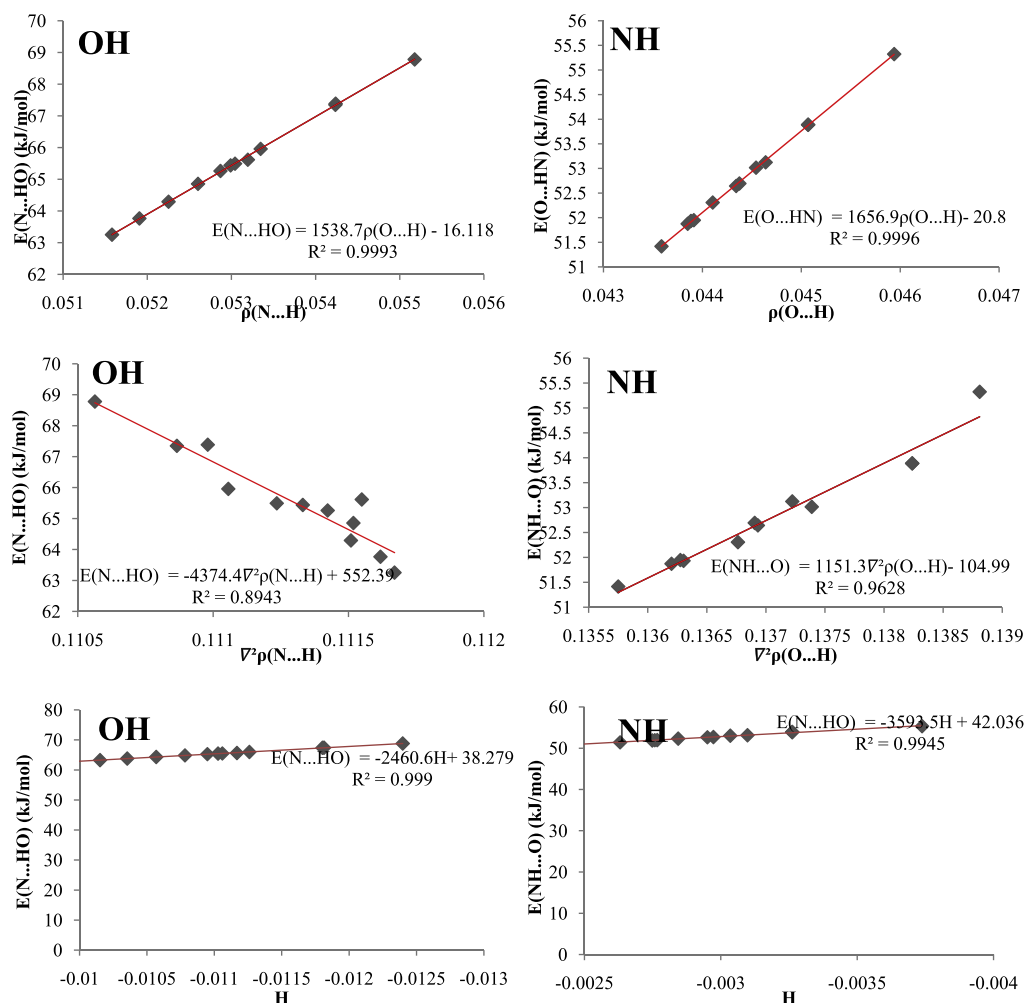 OH
E(N...HO) (kJ/mol)
70
69
68
67
66
65
64
63
62
E(N...HO) = 1538.7ρ(O...H) - 16.118
R² = 0.9993
0.051 0.052 0.053 0.054 0.055 0.056
ρ(N...H)
NH
E(O...HN) (kJ/mol)
56
55.5
55
54.5
54
53.5
53
52.5
52
51.5
51
E(O...HN) = 1656.9ρ(O...H)- 20.8
R² = 0.9996
0.043 0.044 0.045 0.046 0.047
ρ(O...H)
OH
E(N...HO) (kJ/mol)
70
69
68
67
66
65
64
63
62
E(N...HO) = -4374.4∇²ρ(N...H) + 552.39
R² = 0.8943
0.1105 0.111 0.1115 0.112
∇²ρ(N...H)
NH
E(NH...O) (kJ/mol)
56
55.5
55
54.5
54
53.5
53
52.5
52
51.5
51
E(NH...O) = 1151.3∇²ρ(O...H)- 104.99
R² = 0.9628
0.1355 0.136 0.1365 0.137 0.1375 0.138 0.1385 0.139
∇²ρ(O...H)
OH
E(N...HO) (kJ/mol)
80
70
60
50
40
30
20
10
0
E(N...HO) = -2460.6H+ 38.279
R² = 0.999
-0.01 -0.0105 -0.011 -0.0115 -0.012 -0.0125 -0.013
H
NH
E(NH...O) (kJ/mol)
60
50
40
30
20
10
0
E(N...HO) = -3593.5H + 42.036
R² = 0.9945
-0.0025 -0.003 -0.0035 -0.004
H